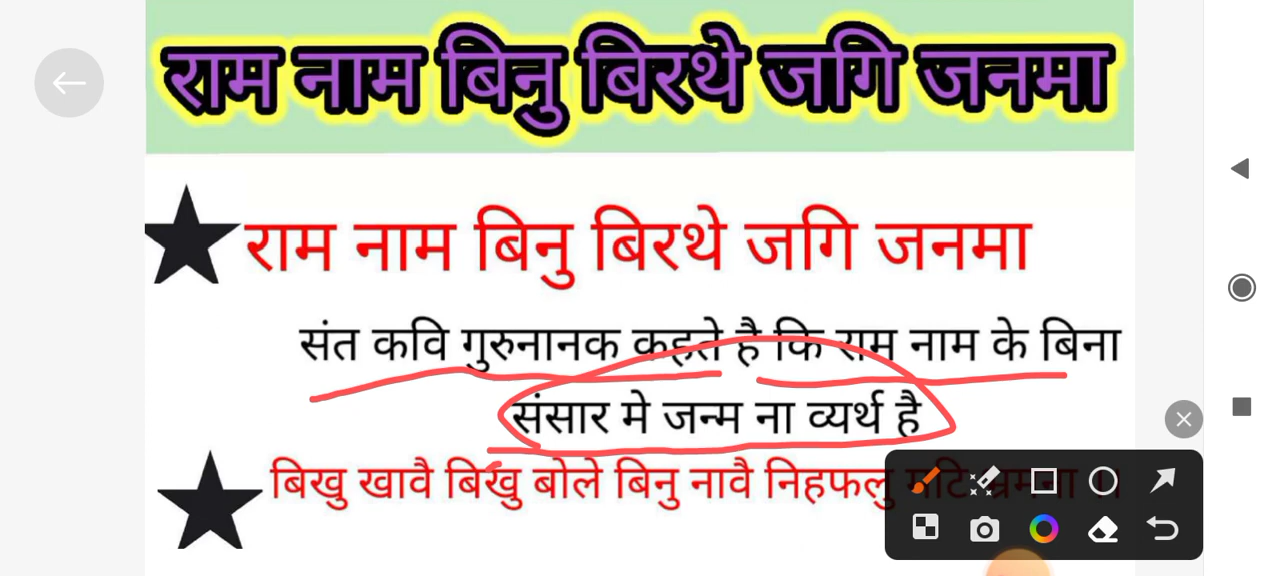 राम नाम बिनु बिरथे जगि जनमा
राम नाम बिनु बिरथे जगि जनमा
संत कवि गुरुनानक कहते है कि राम नाम के बिना
संसार मे जन्म ना व्यर्थ है
बिखु खावै बिखु बोले बिनु नावै निहफलु